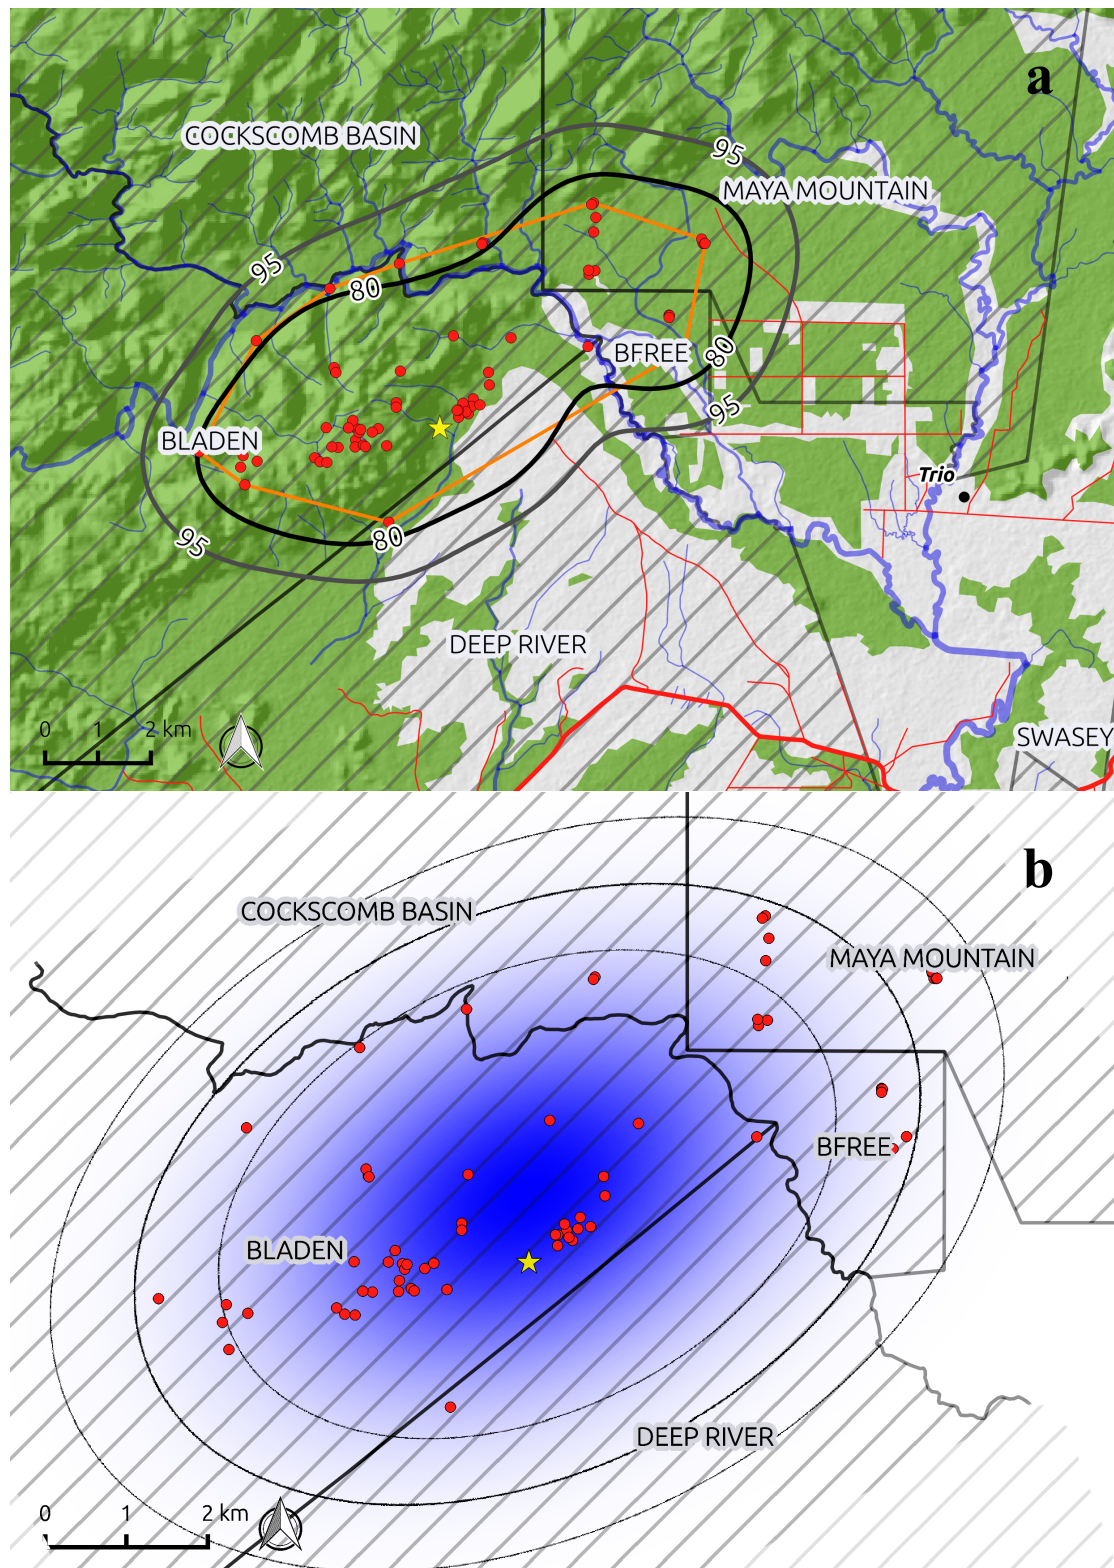 a
COCKSCOMB BASIN
95
MAYA MOUNTAIN
95
80
BFREE
80
95
BLADEN
Trio
95
80
DEEP RIVER
0 1 2 km
SWASEY
b
COCKSCOMB BASIN
MAYA MOUNTAIN
BFREE
BLADEN
DEEP RIVER
0 1 2 km